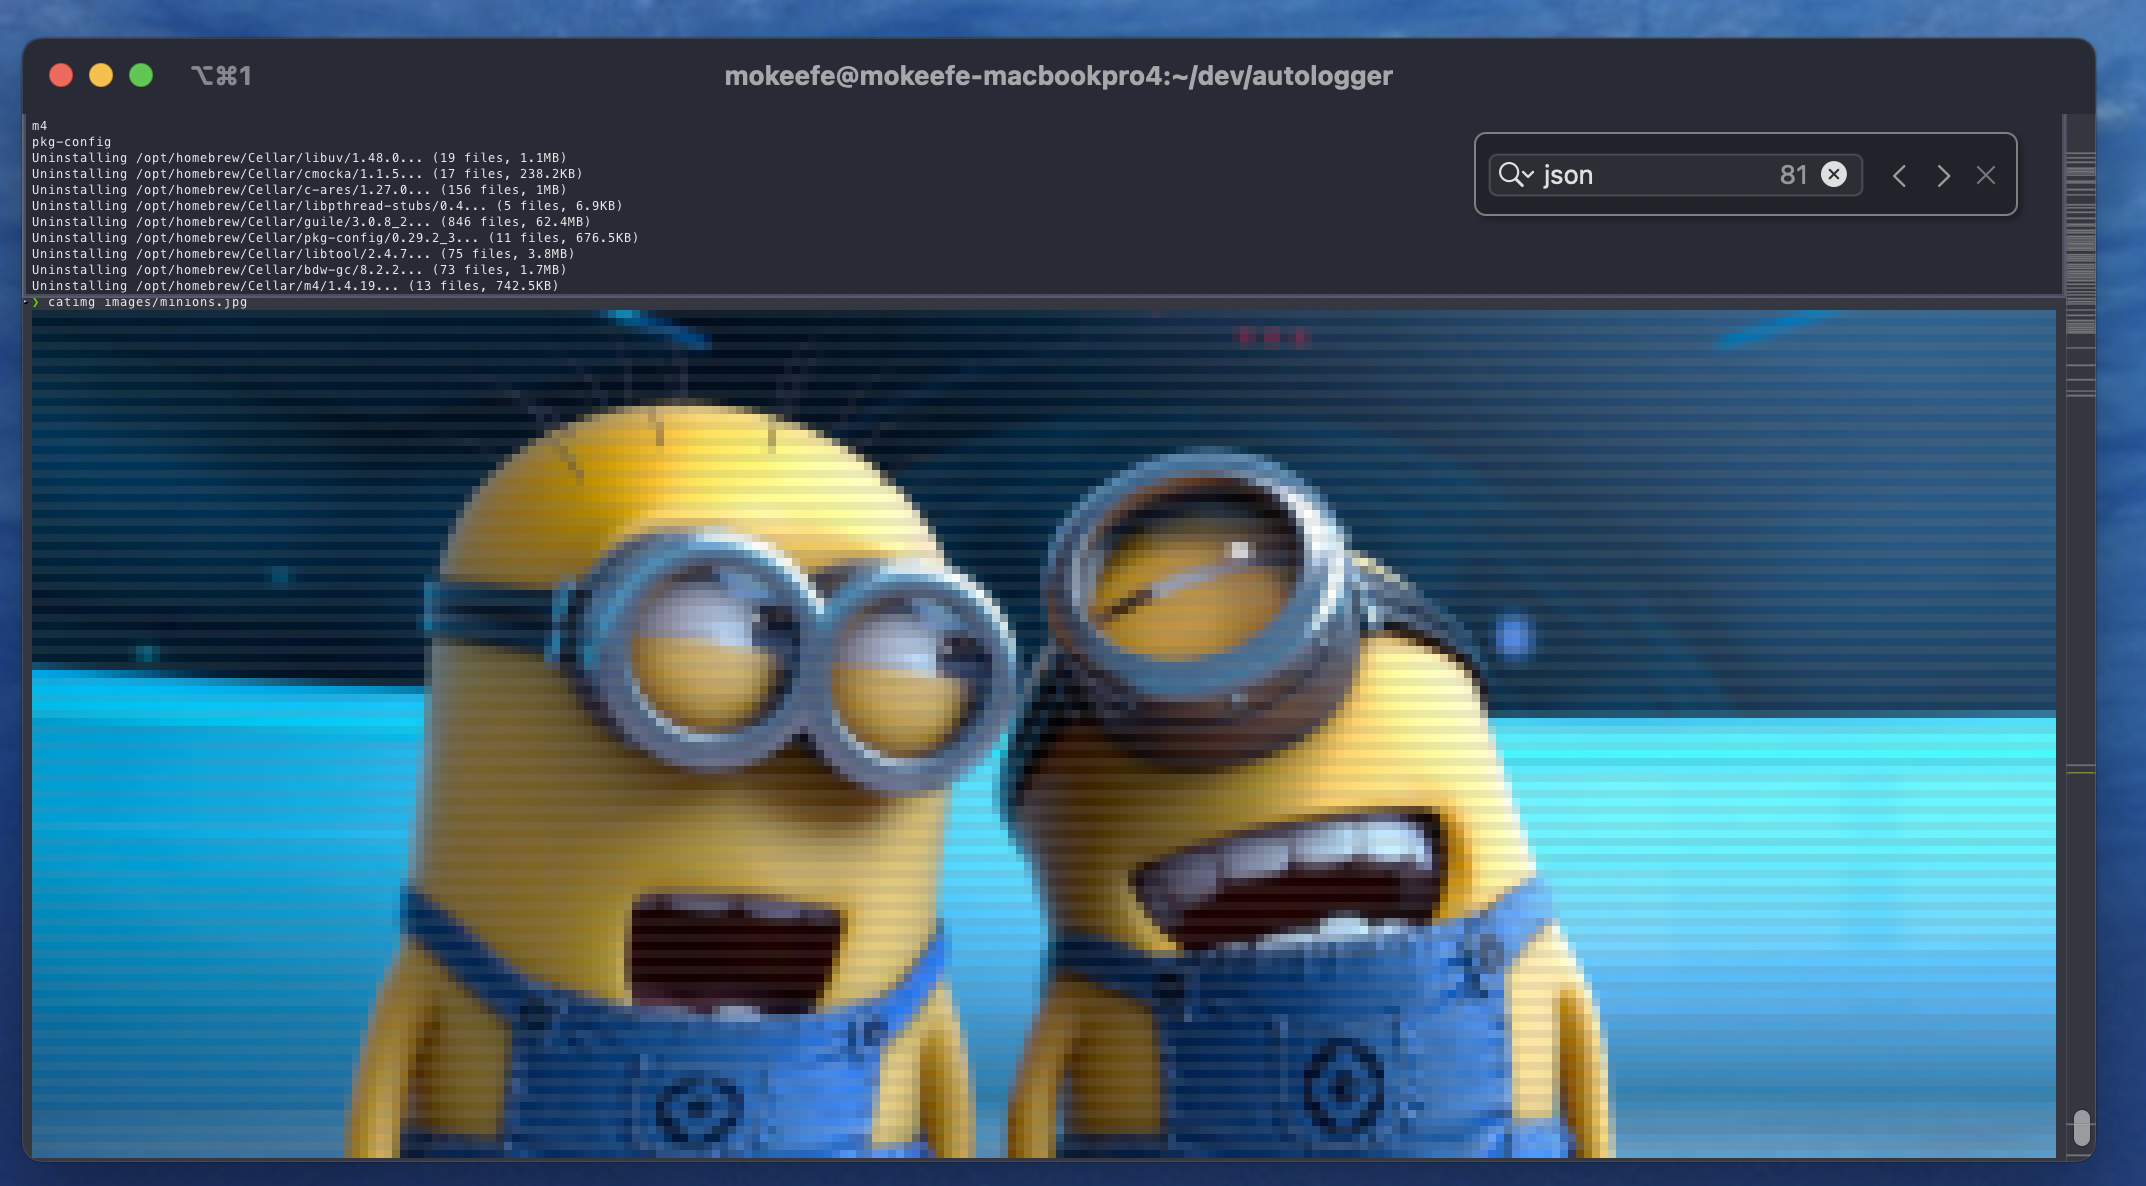 ⌥⌘1
mokeefe@mokeefe-macbookpro4:~/dev/autologger
m4
pkg-config
Uninstalling /opt/homebrew/Cellar/libuv/1.48.0... (19 files, 1.1MB)
Uninstalling /opt/homebrew/Cellar/cmocka/1.1.5... (17 files, 238.2KB)
Uninstalling /opt/homebrew/Cellar/c-ares/1.27.0... (156 files, 1MB)
Uninstalling /opt/homebrew/Cellar/libpthread-stubs/0.4... (5 files, 6.9KB)
Uninstalling /opt/homebrew/Cellar/guile/3.0.8_2... (846 files, 62.4MB)
Uninstalling /opt/homebrew/Cellar/pkg-config/0.29.2_3... (11 files, 676.5KB)
Uninstalling /opt/homebrew/Cellar/libtool/2.4.7... (75 files, 3.8MB)
Uninstalling /opt/homebrew/Cellar/bdw-gc/8.2.2... (73 files, 1.7MB)
Uninstalling /opt/homebrew/Cellar/m4/1.4.19... (13 files, 742.5KB)
❯ catimg images/minions.jpg
json 81